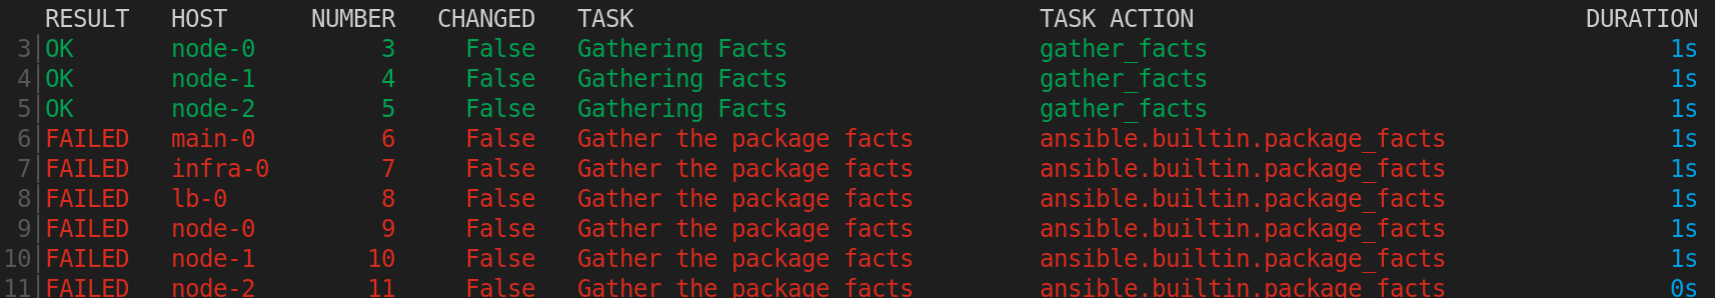 RESULT HOST NUMBER CHANGED TASK TASK ACTION DURATION
3│OK node-0 3 False Gathering Facts gather_facts 1s
4│OK node-1 4 False Gathering Facts gather_facts 1s
5│OK node-2 5 False Gathering Facts gather_facts 1s
6│FAILED main-0 6 False Gather the package facts ansible.builtin.package_facts 1s
7│FAILED infra-0 7 False Gather the package facts ansible.builtin.package_facts 1s
8│FAILED lb-0 8 False Gather the package facts ansible.builtin.package_facts 1s
9│FAILED node-0 9 False Gather the package facts ansible.builtin.package_facts 1s
10│FAILED node-1 10 False Gather the package facts ansible.builtin.package_facts 1s
11│FAILED node-2 11 False Gather the package facts ansible.builtin.package_facts 0s